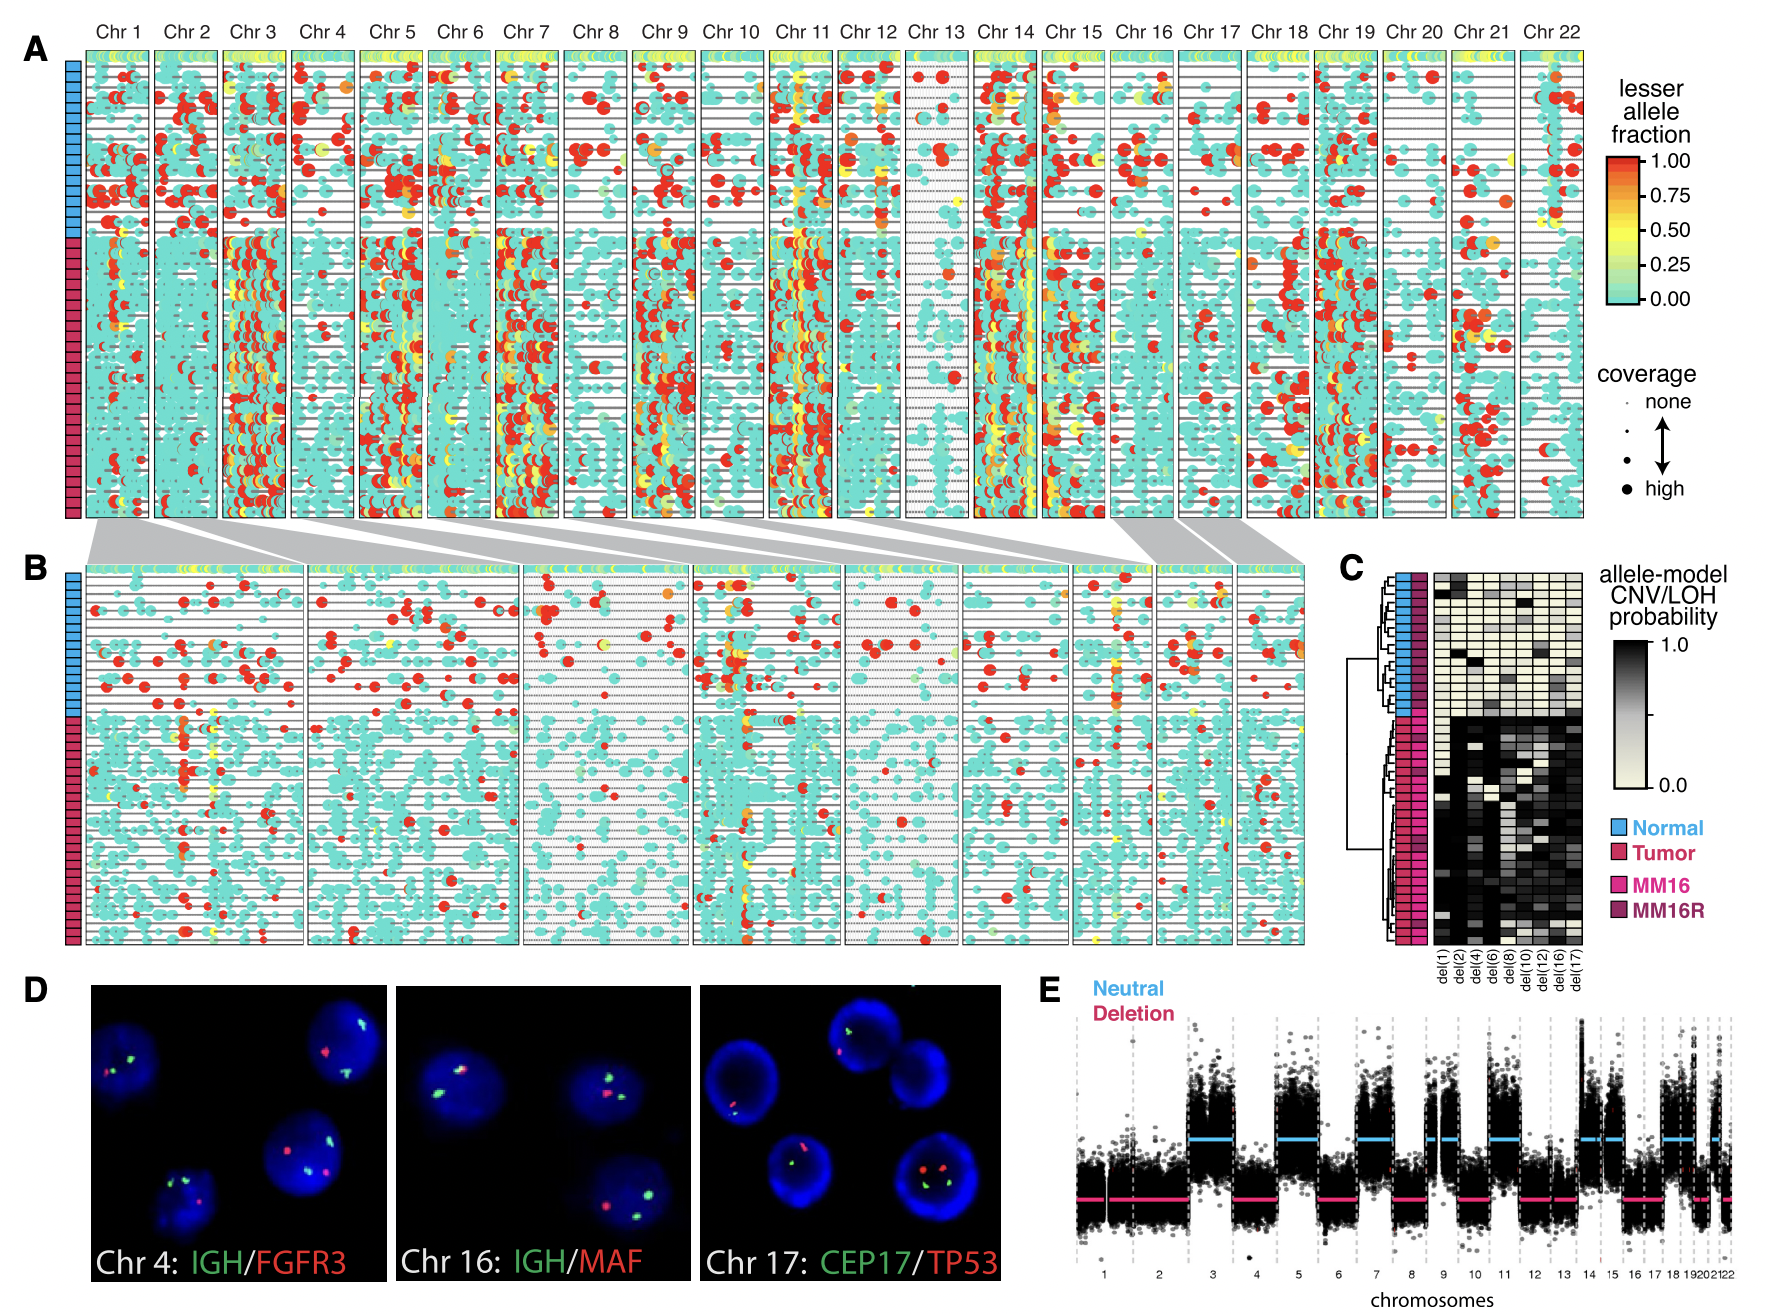 A
Chr 1 Chr 2 Chr 3 Chr 4 Chr 5 Chr 6 Chr 7 Chr 8 Chr 9 Chr 10 Chr 11 Chr 12 Chr 13 Chr 14 Chr 15 Chr 16 Chr 17 Chr 18 Chr 19 Chr 20 Chr 21 Chr 22
lesser
allele
fraction
1.00
0.75
0.50
0.25
0.00
coverage
none
high
B
C
allele-model
CNV/LOH
probability
1.0
0.0
Normal
Tumor
MM16
MM16R
del(1) del(2) del(4) del(6) del(8) del(10) del(12) del(16) del(17)
D
Chr 4: IGH/FGFR3
Chr 16: IGH/MAF
Chr 17: CEP17/TP53
E
Neutral
Deletion
1 2 3 4 5 6 7 8 9 10 11 12 13 14 15 16 17 18 19 20 21 22
chromosomes